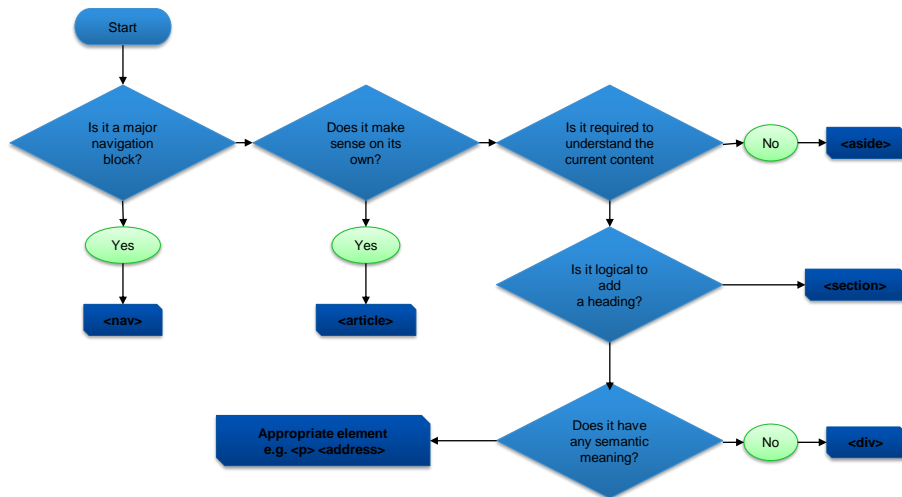 Start
Is it a major
navigation
block?
Does it make
sense on its
own?
Is it required to
understand the
current content
No
<aside>
Yes
Yes
Is it logical to
add
a heading?
<section>
<nav>
<article>
Appropriate element
e.g. <p> <address>
Does it have
any semantic
meaning?
No
<div>